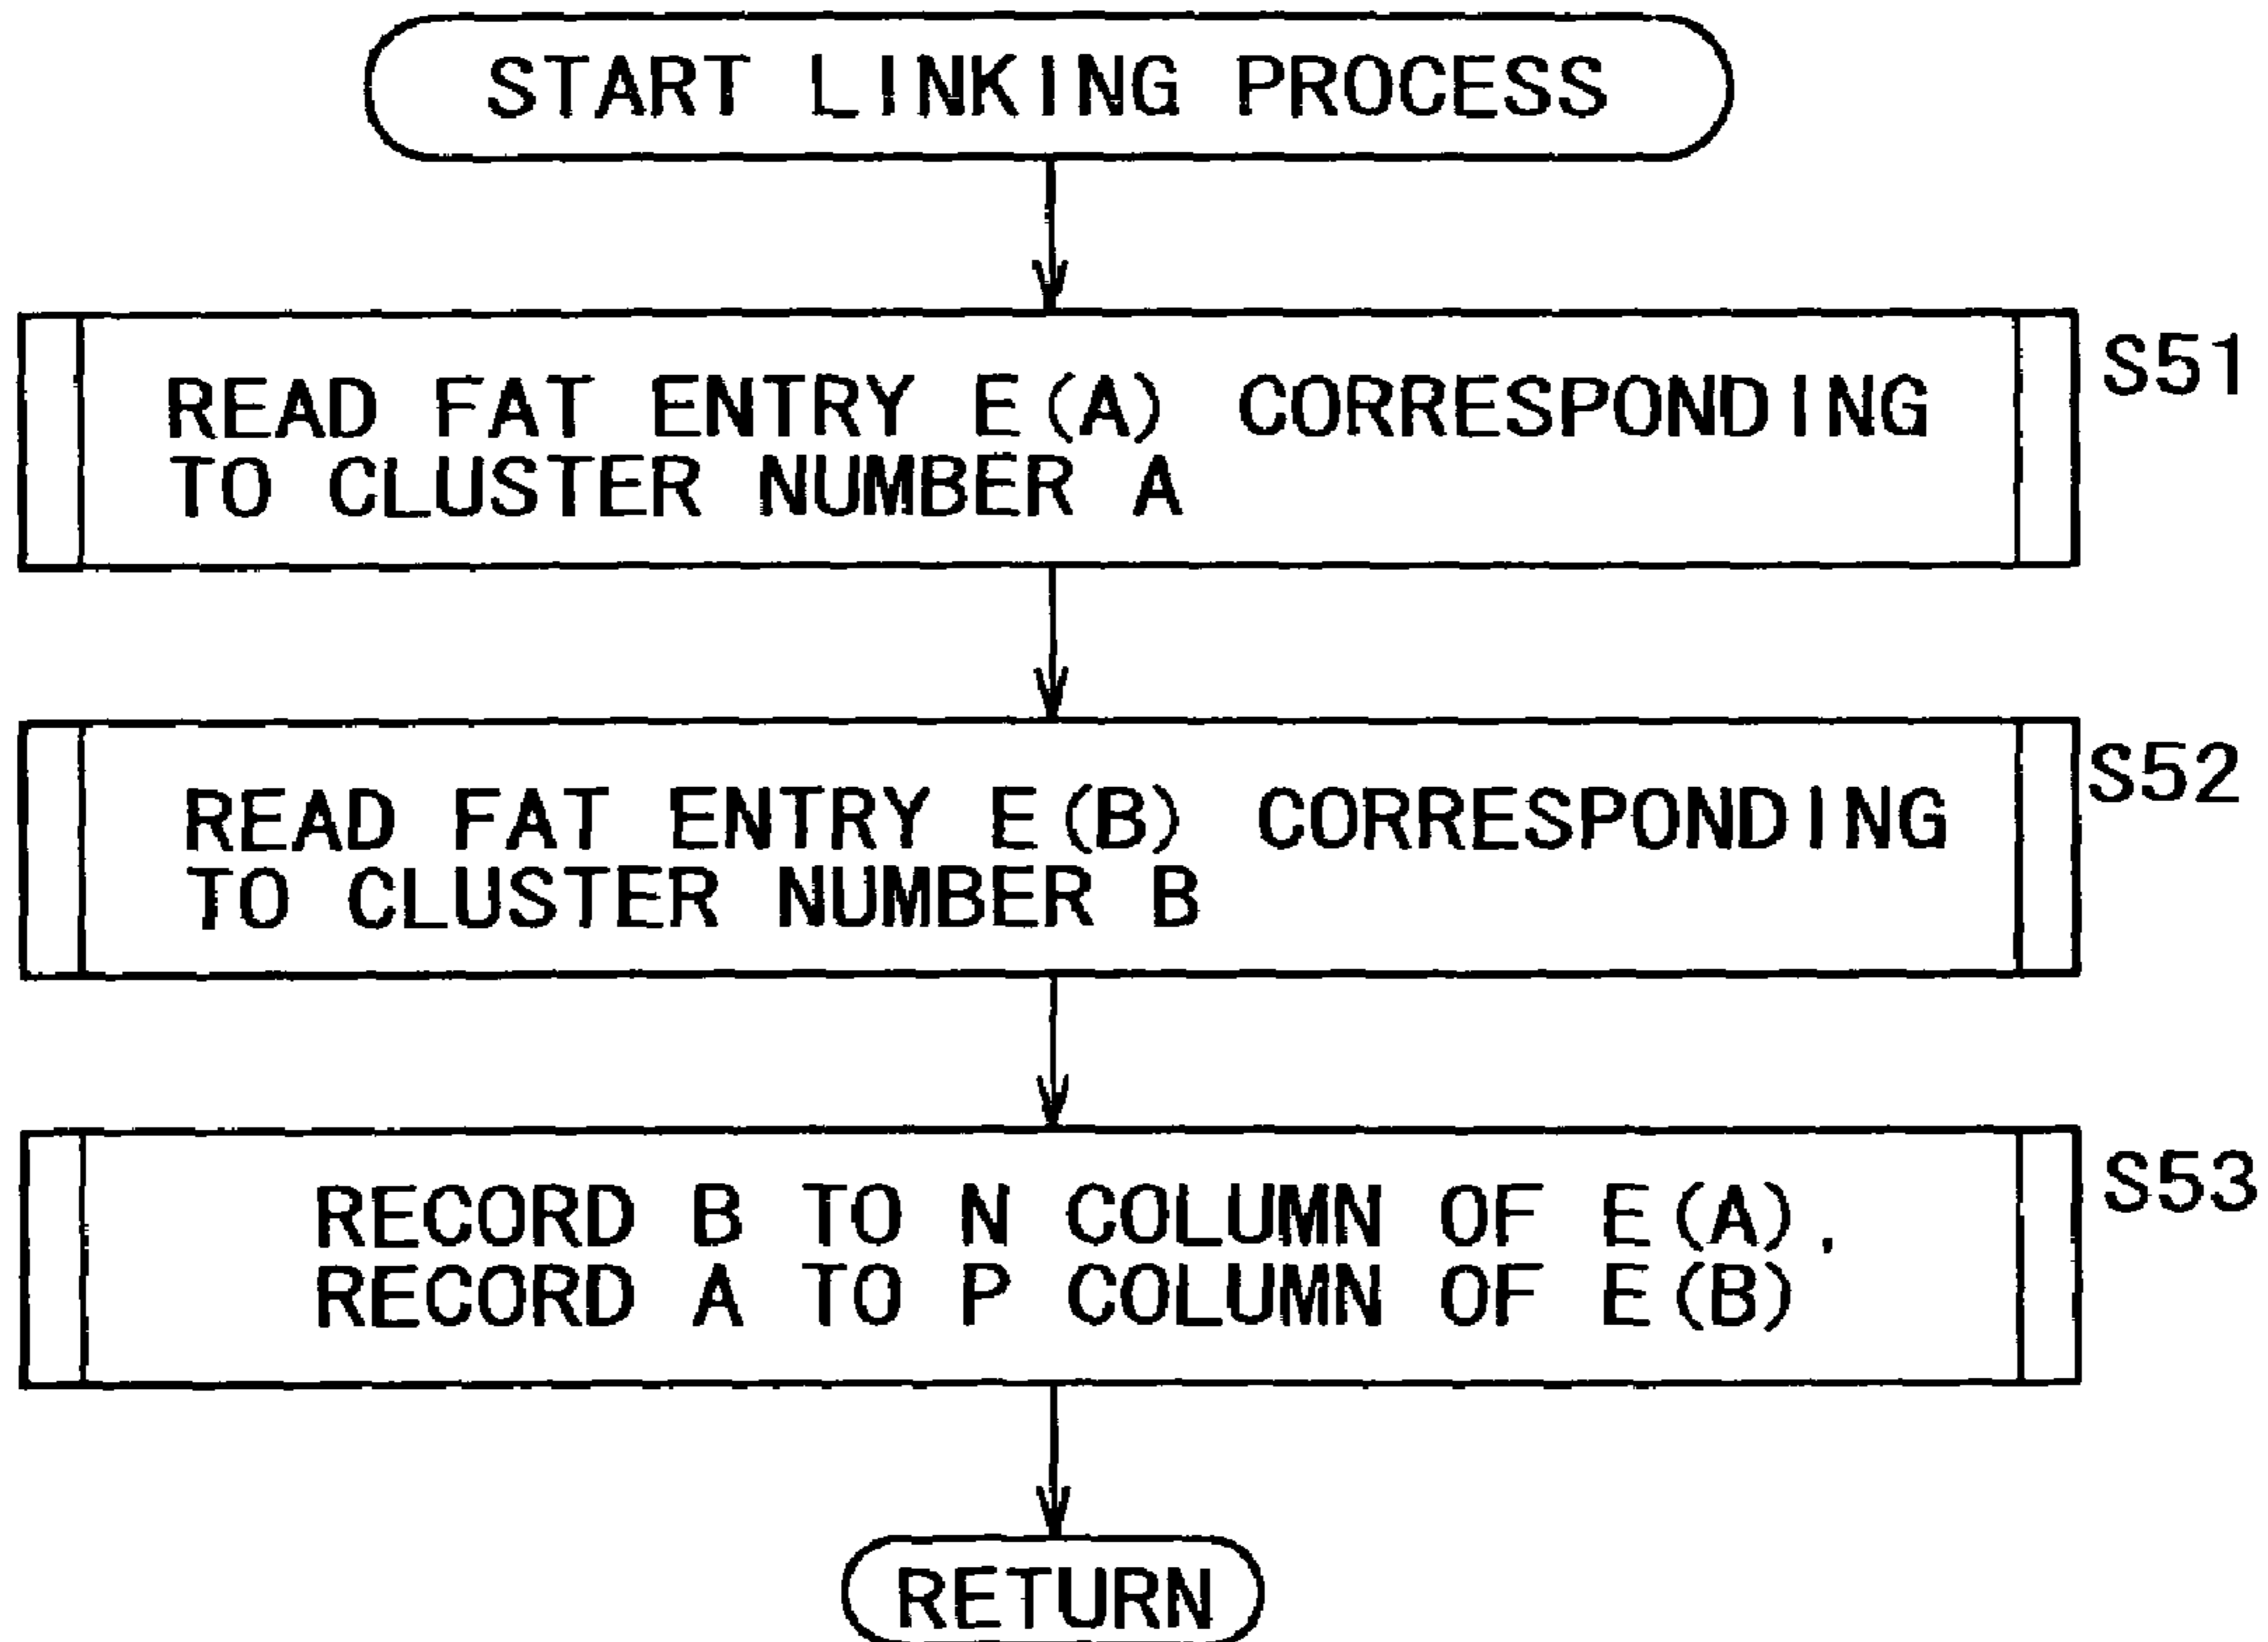 START LINKING PROCESS
READ FAT ENTRY E(A) CORRESPONDING
TO CLUSTER NUMBER A
S51
READ FAT ENTRY E(B) CORRESPONDING
TO CLUSTER NUMBER B
S52
RECORD B TO N COLUMN OF E(A),
RECORD A TO P COLUMN OF E(B)
S53
RETURN